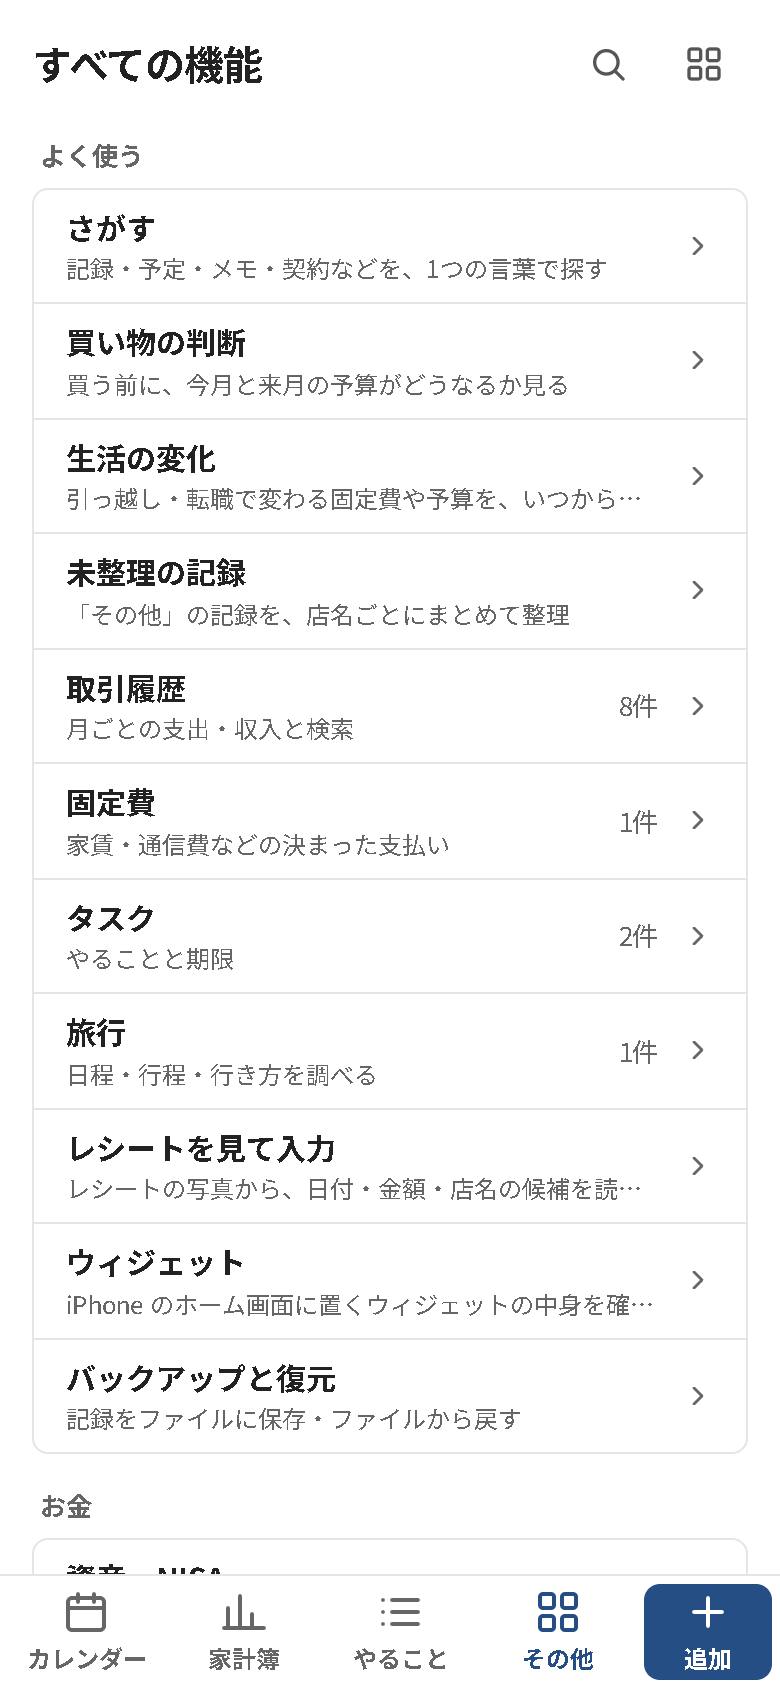 すべての機能
よく使う
さがす
記録・予定・メモ・契約などを、1つの言葉で探す
買い物の判断
買う前に、今月と来月の予算がどうなるか見る
生活の変化
引っ越し・転職で変わる固定費や予算を、いつから…
未整理の記録
「その他」の記録を、店名ごとにまとめて整理
取引履歴
8件
月ごとの支出・収入と検索
固定費
1件
家賃・通信費などの決まった支払い
タスク
2件
やることと期限
旅行
1件
日程・行程・行き方を調べる
レシートを見て入力
レシートの写真から、日付・金額・店名の候補を読…
ウィジェット
iPhone のホーム画面に置くウィジェットの中身を確…
バックアップと復元
記録をファイルに保存・ファイルから戻す
お金
資産・NISA
カレンダー
家計簿
やること
その他
追加